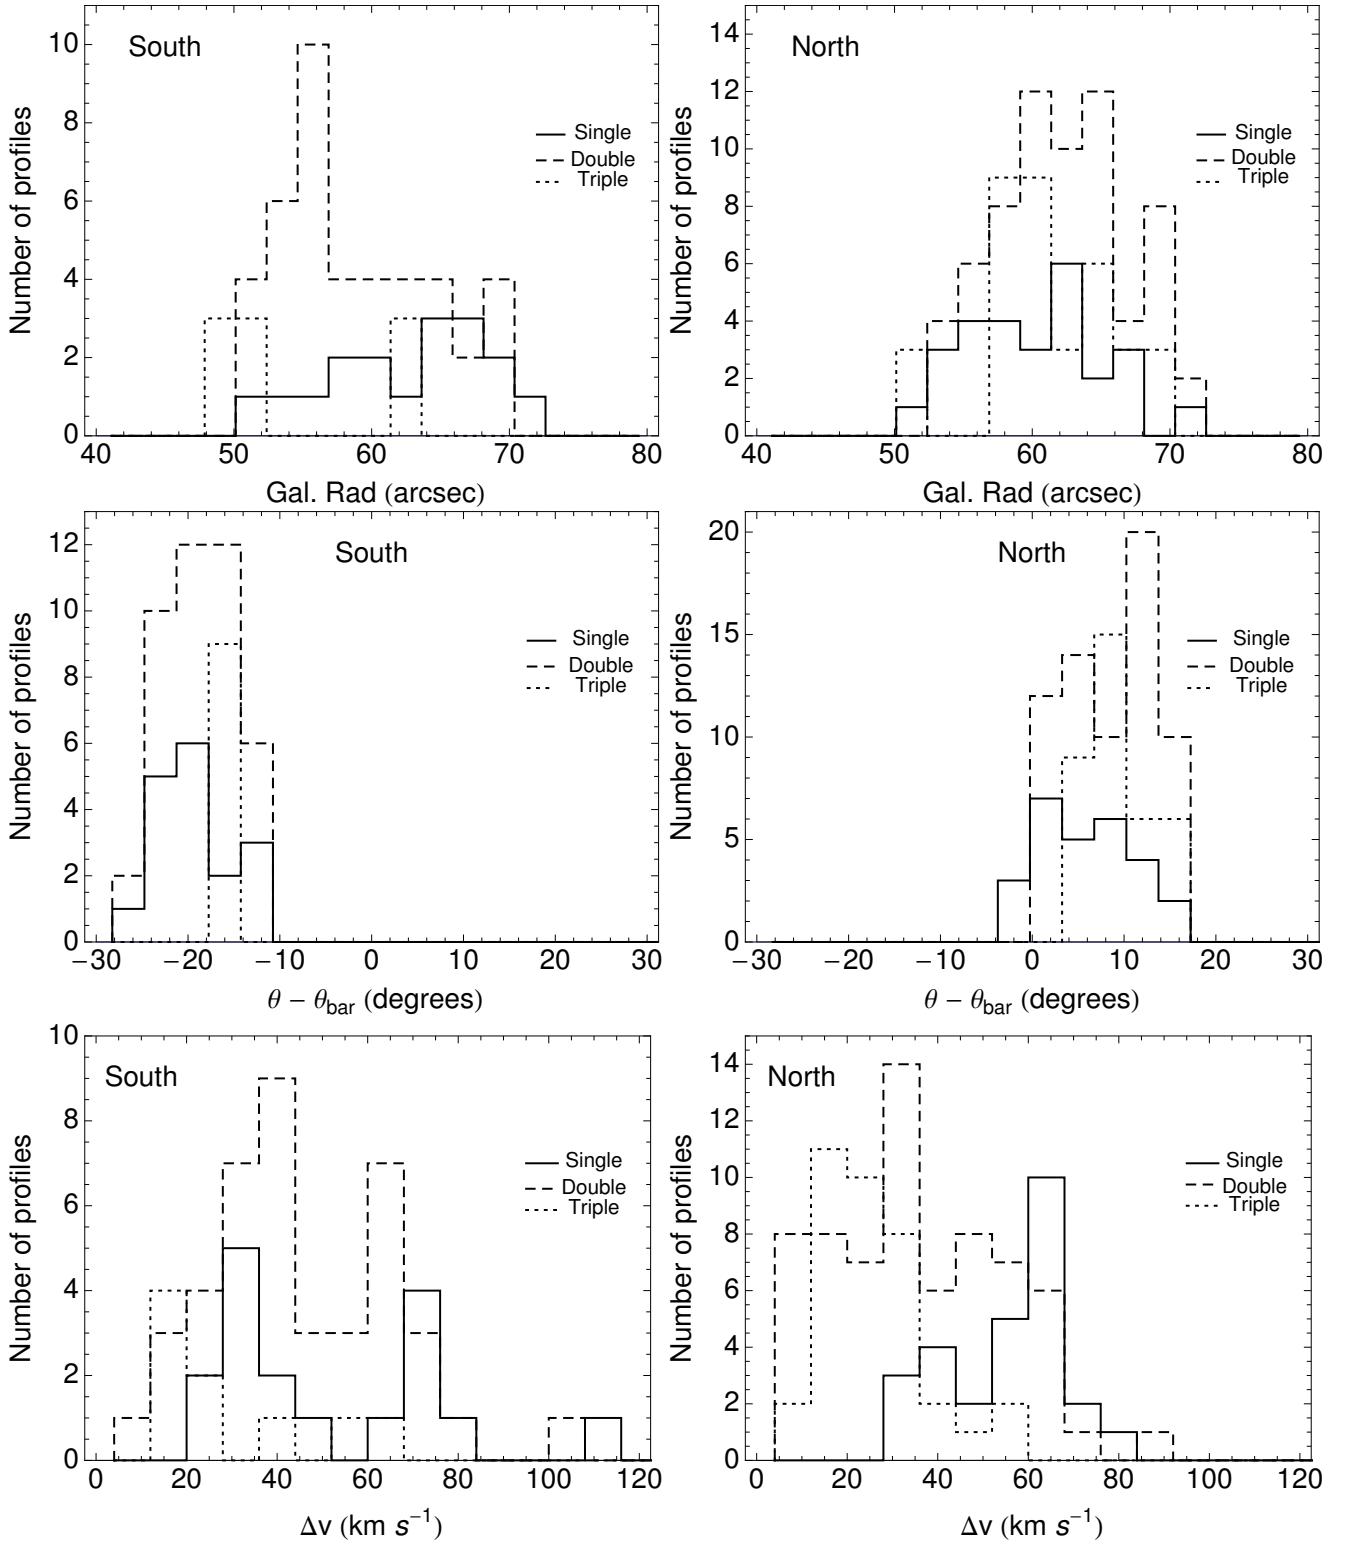 South
Number of profiles
10
8
6
4
2
0
Single
Double
Triple
40 50 60 70 80
Gal. Rad (arcsec)
North
Number of profiles
14
12
10
8
6
4
2
0
Single
Double
Triple
40 50 60 70 80
Gal. Rad (arcsec)
South
Number of profiles
12
10
8
6
4
2
0
Single
Double
Triple
−30 −20 −10 0 10 20 30
θ − θbar (degrees)
North
Number of profiles
20
15
10
5
0
Single
Double
Triple
−30 −20 −10 0 10 20 30
θ − θbar (degrees)
South
Number of profiles
10
8
6
4
2
0
Single
Double
Triple
0 20 40 60 80 100 120
Δv (km s⁻¹)
North
Number of profiles
14
12
10
8
6
4
2
0
Single
Double
Triple
0 20 40 60 80 100 120
Δv (km s⁻¹)